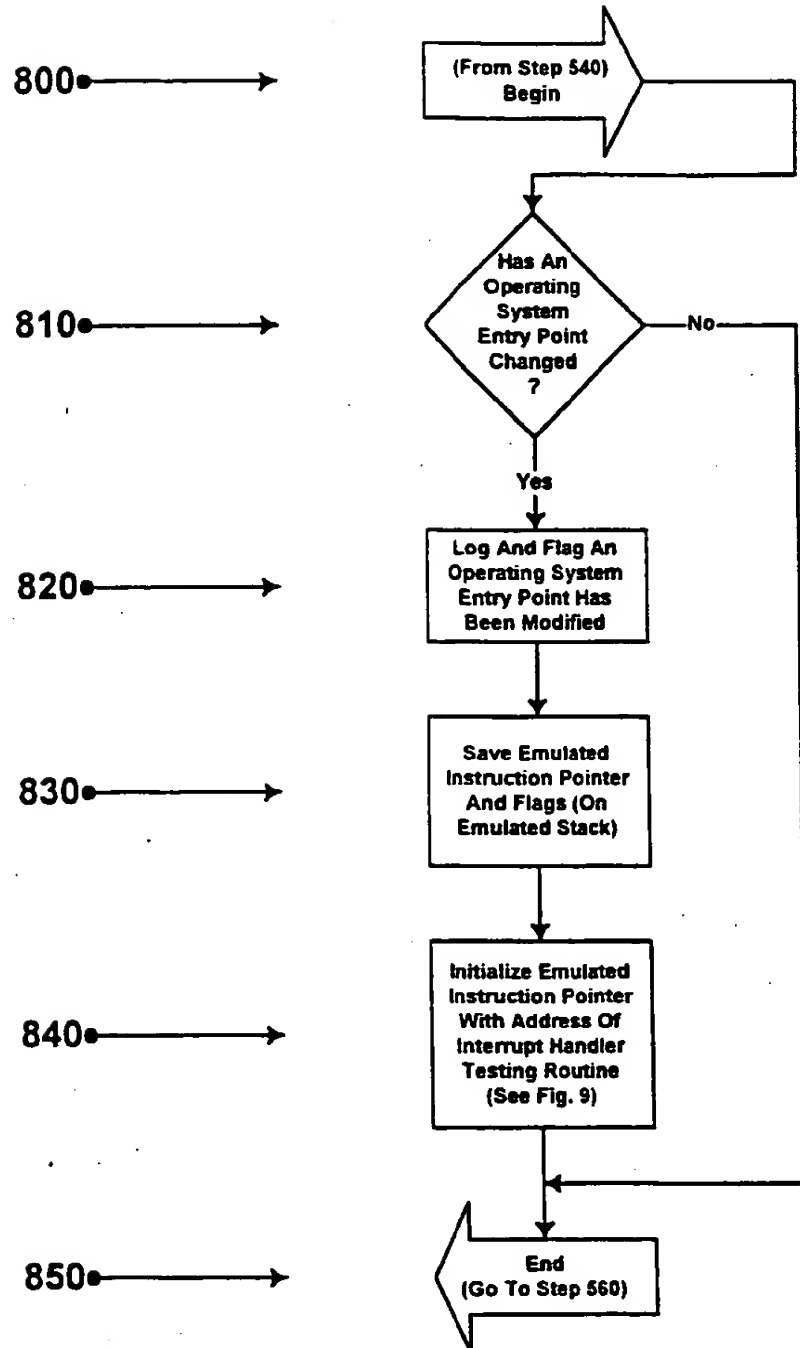 800
(From Step 540)
Begin
810
Has An
Operating
System
Entry Point
Changed
?
No
Yes
820
Log And Flag An
Operating System
Entry Point Has
Been Modified
830
Save Emulated
Instruction Pointer
And Flags (On
Emulated Stack)
840
Initialize Emulated
Instruction Pointer
With Address Of
Interrupt Handler
Testing Routine
(See Fig. 9)
850
End
(Go To Step 560)